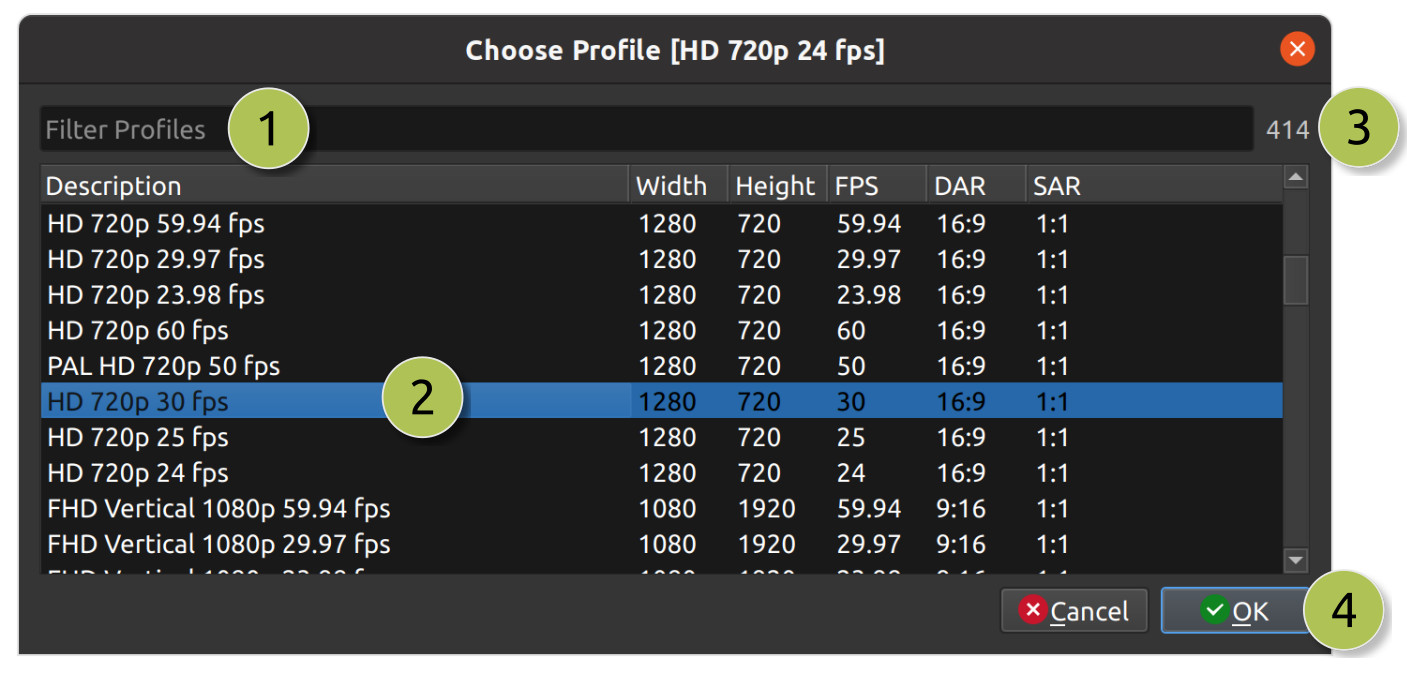 Choose Profile [HD 720p 24 fps]
Filter Profiles 1 414 3
Description Width Height FPS DAR SAR
HD 720p 59.94 fps 1280 720 59.94 16:9 1:1
HD 720p 29.97 fps 1280 720 29.97 16:9 1:1
HD 720p 23.98 fps 1280 720 23.98 16:9 1:1
HD 720p 60 fps 1280 720 60 16:9 1:1
PAL HD 720p 50 fps 1280 720 50 16:9 1:1
HD 720p 30 fps 2 1280 720 30 16:9 1:1
HD 720p 25 fps 1280 720 25 16:9 1:1
HD 720p 24 fps 1280 720 24 16:9 1:1
FHD Vertical 1080p 59.94 fps 1080 1920 59.94 9:16 1:1
FHD Vertical 1080p 29.97 fps 1080 1920 29.97 9:16 1:1
Cancel OK 4